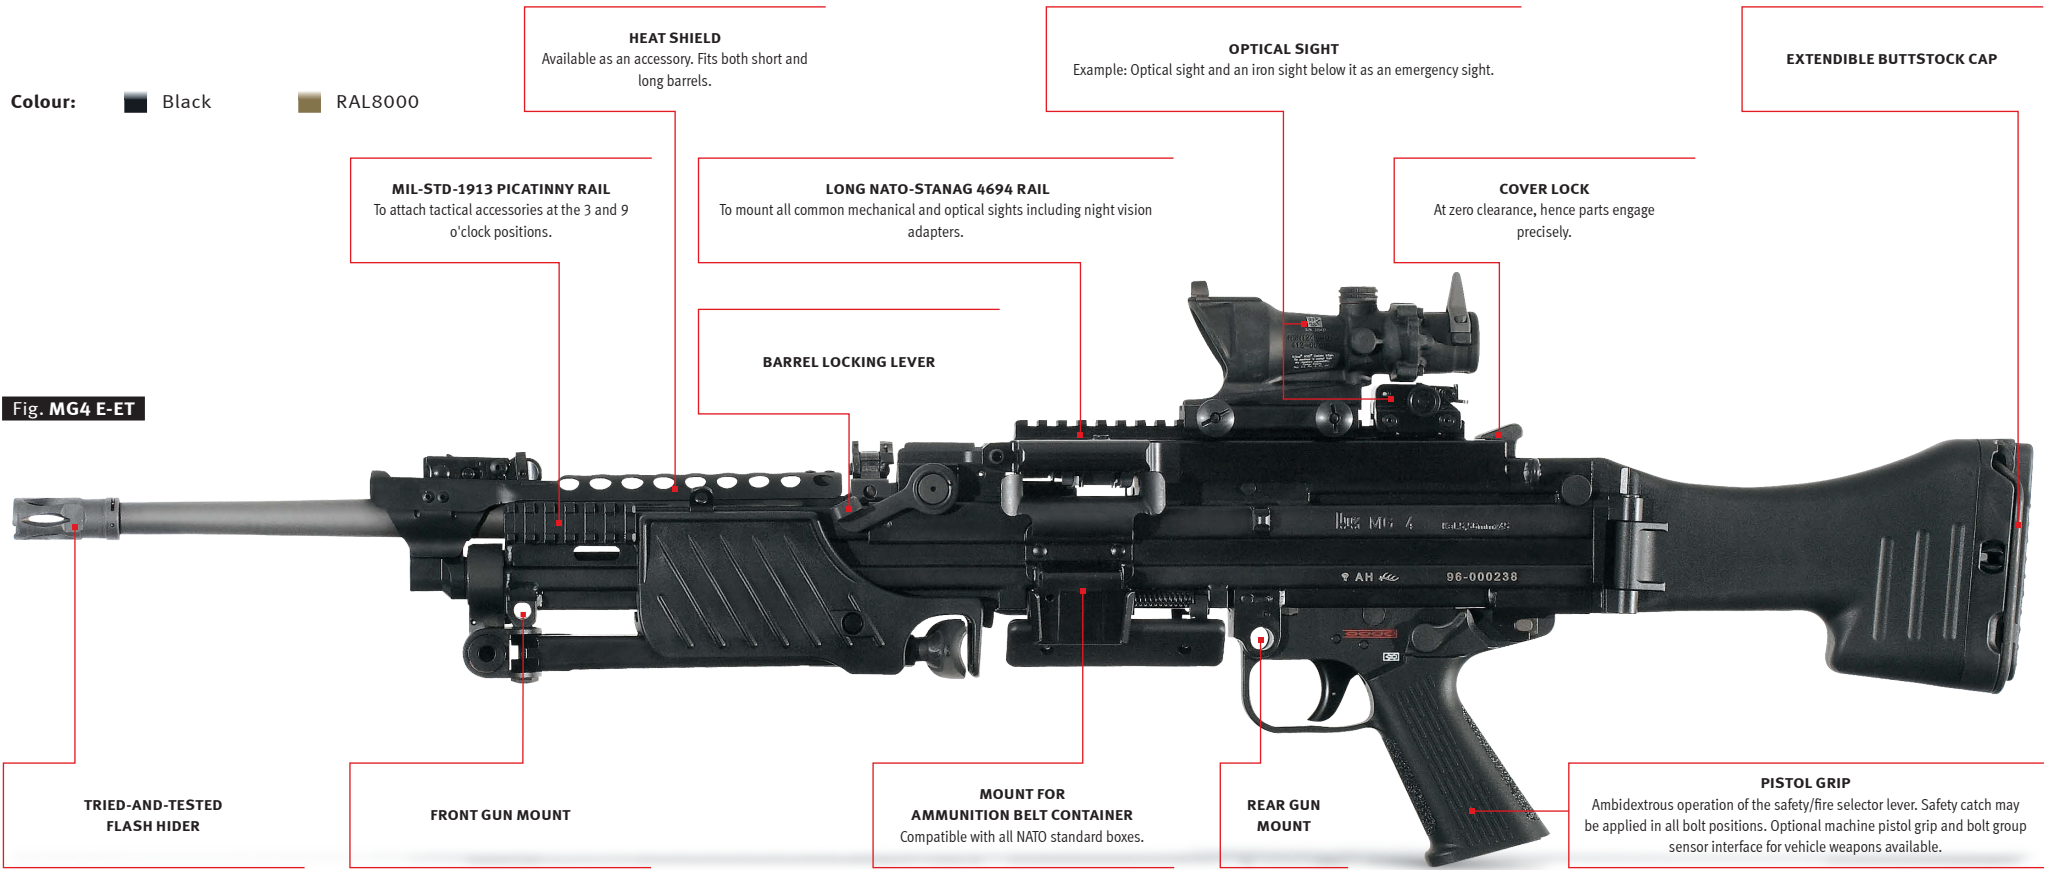 HEAT SHIELD
Available as an accessory. Fits both short and
long barrels.
OPTICAL SIGHT
Example: Optical sight and an iron sight below it as an emergency sight.
EXTENDIBLE BUTTSTOCK CAP
Colour:
Black
RAL8000
MIL-STD-1913 PICATINNY RAIL
To attach tactical accessories at the 3 and 9
o'clock positions.
LONG NATO-STANAG 4694 RAIL
To mount all common mechanical and optical sights including night vision
adapters.
COVER LOCK
At zero clearance, hence parts engage
precisely.
BARREL LOCKING LEVER
Fig. MG4 E-ET
MG 4
AH
96-000238
TRIED-AND-TESTED
FLASH HIDER
FRONT GUN MOUNT
MOUNT FOR
AMMUNITION BELT CONTAINER
Compatible with all NATO standard boxes.
REAR GUN
MOUNT
PISTOL GRIP
Ambidextrous operation of the safety/fire selector lever. Safety catch may
be applied in all bolt positions. Optional machine pistol grip and bolt group
sensor interface for vehicle weapons available.